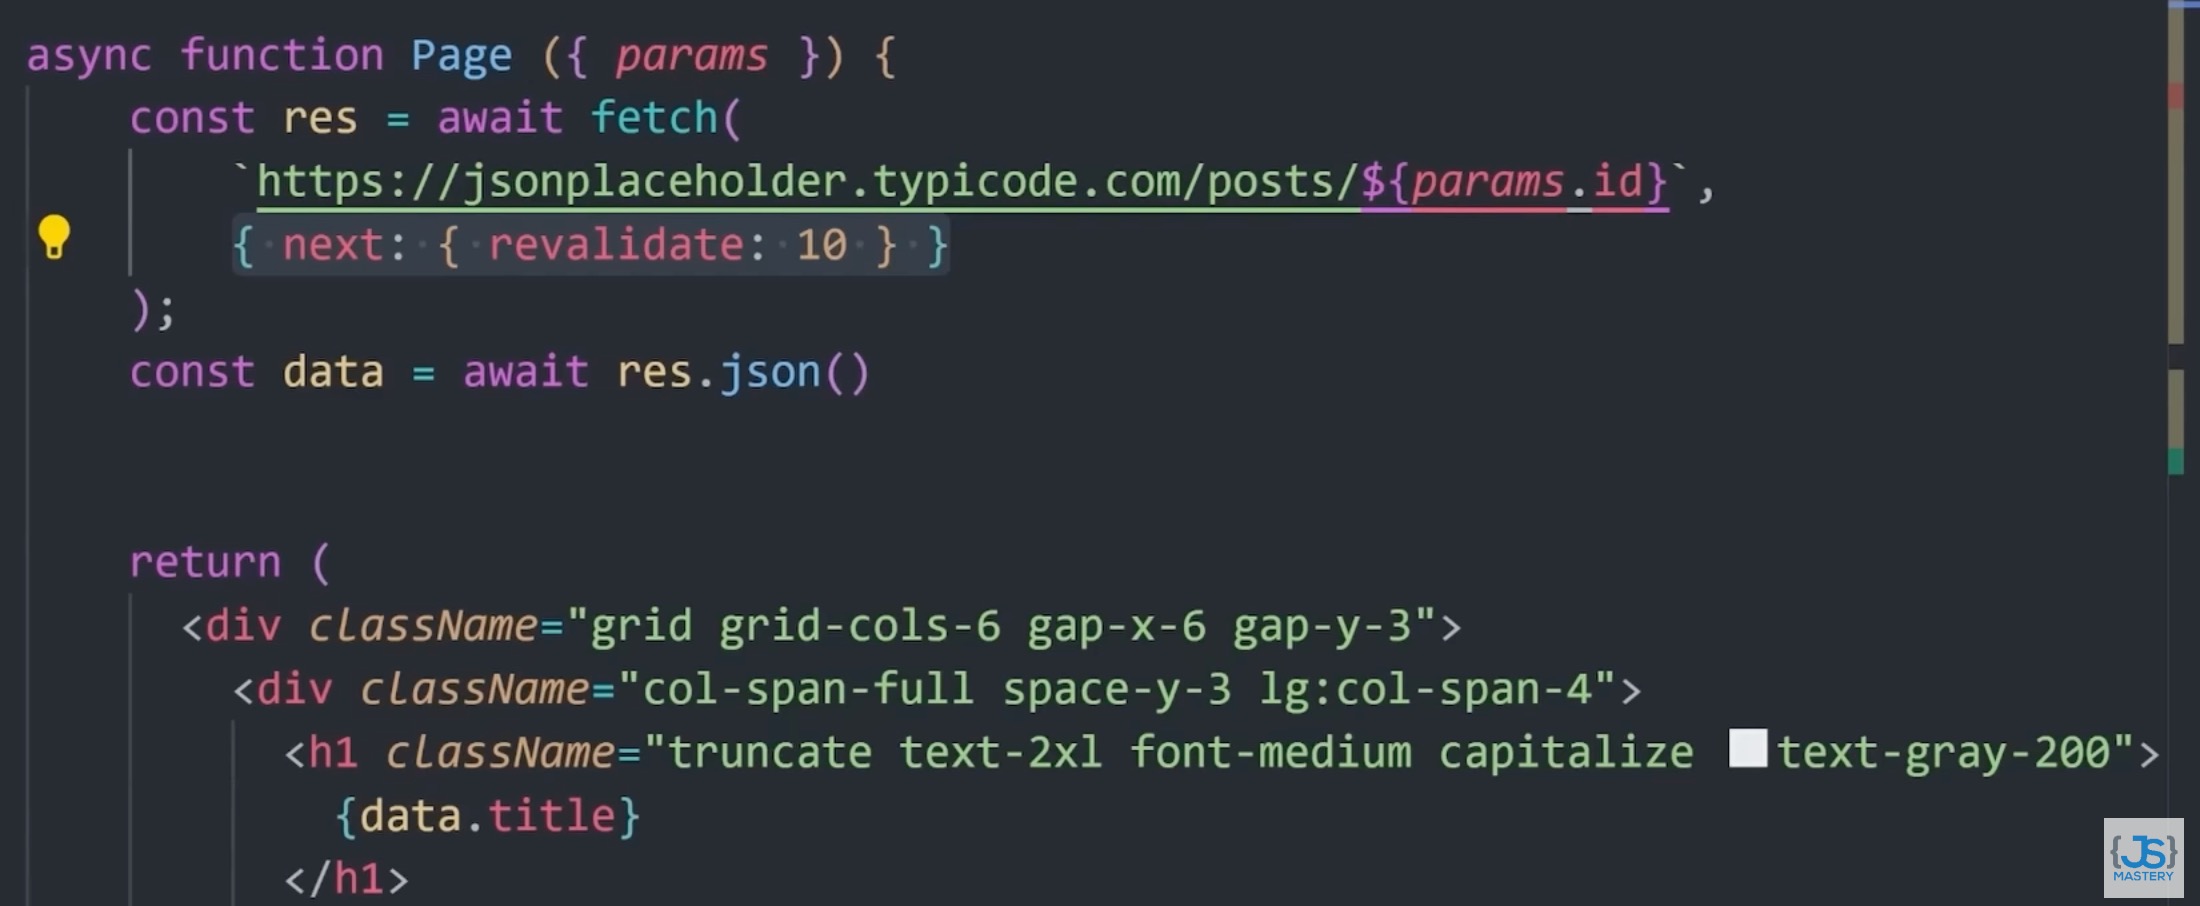 async function Page ({ params }) {
const res = await fetch(
`https://jsonplaceholder.typicode.com/posts/${params.id}`,
{ next: { revalidate: 10 } }
);
const data = await res.json()
return (
<div className="grid grid-cols-6 gap-x-6 gap-y-3">
<div className="col-span-full space-y-3 lg:col-span-4">
<h1 className="truncate text-2xl font-medium capitalize text-gray-200">
{data.title}
</h1>
{JS}
MASTERY